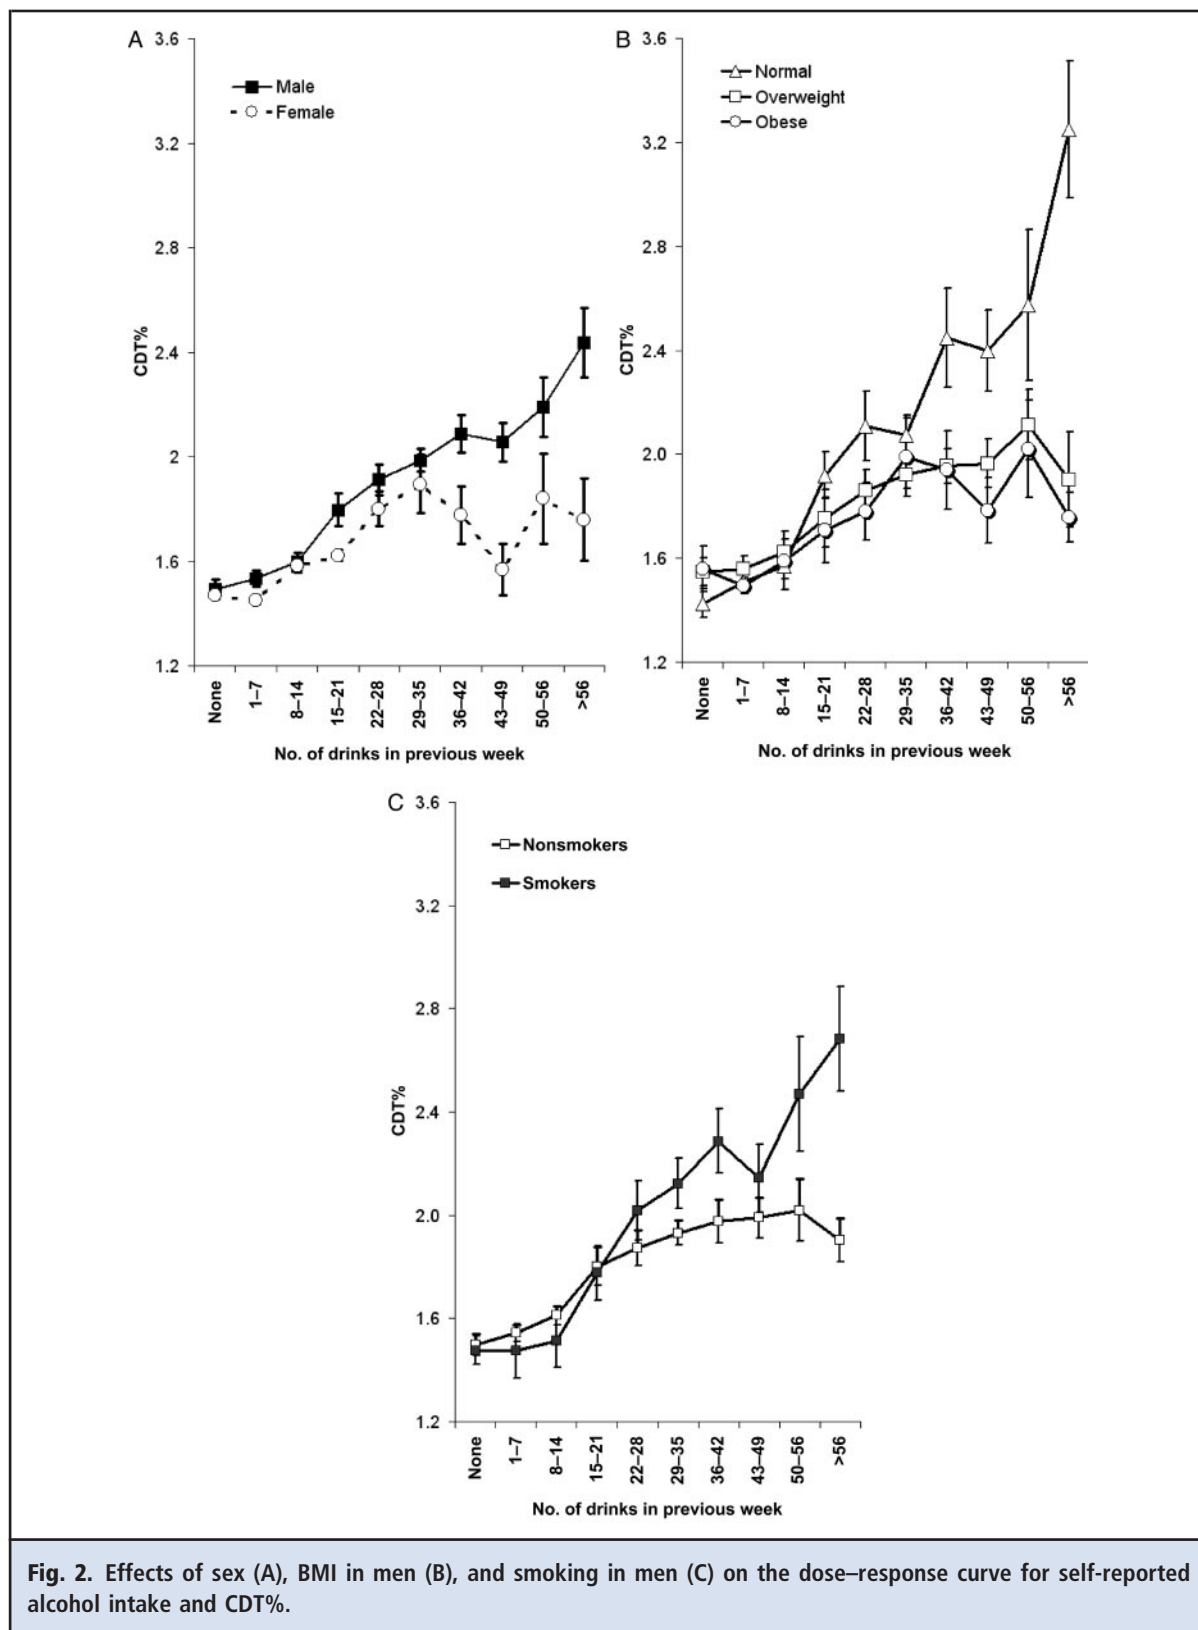 A
3.6
3.2
2.8
2.4
2
1.6
1.2
CDT%
Male
Female
None
1–7
8–14
15–21
22–28
29–35
36–42
43–49
50–56
>56
No. of drinks in previous week
B
3.6
3.2
2.8
2.4
2.0
1.6
1.2
CDT%
Normal
Overweight
Obese
None
1–7
8–14
15–21
22–28
29–35
36–42
43–49
50–56
>56
No. of drinks in previous week
C
3.6
3.2
2.8
2.4
2.0
1.6
1.2
CDT%
Nonsmokers
Smokers
None
1–7
8–14
15–21
22–28
29–35
36–42
43–49
50–56
>56
No. of drinks in previous week
Fig. 2. Effects of sex (A), BMI in men (B), and smoking in men (C) on the dose–response curve for self-reported
alcohol intake and CDT%.